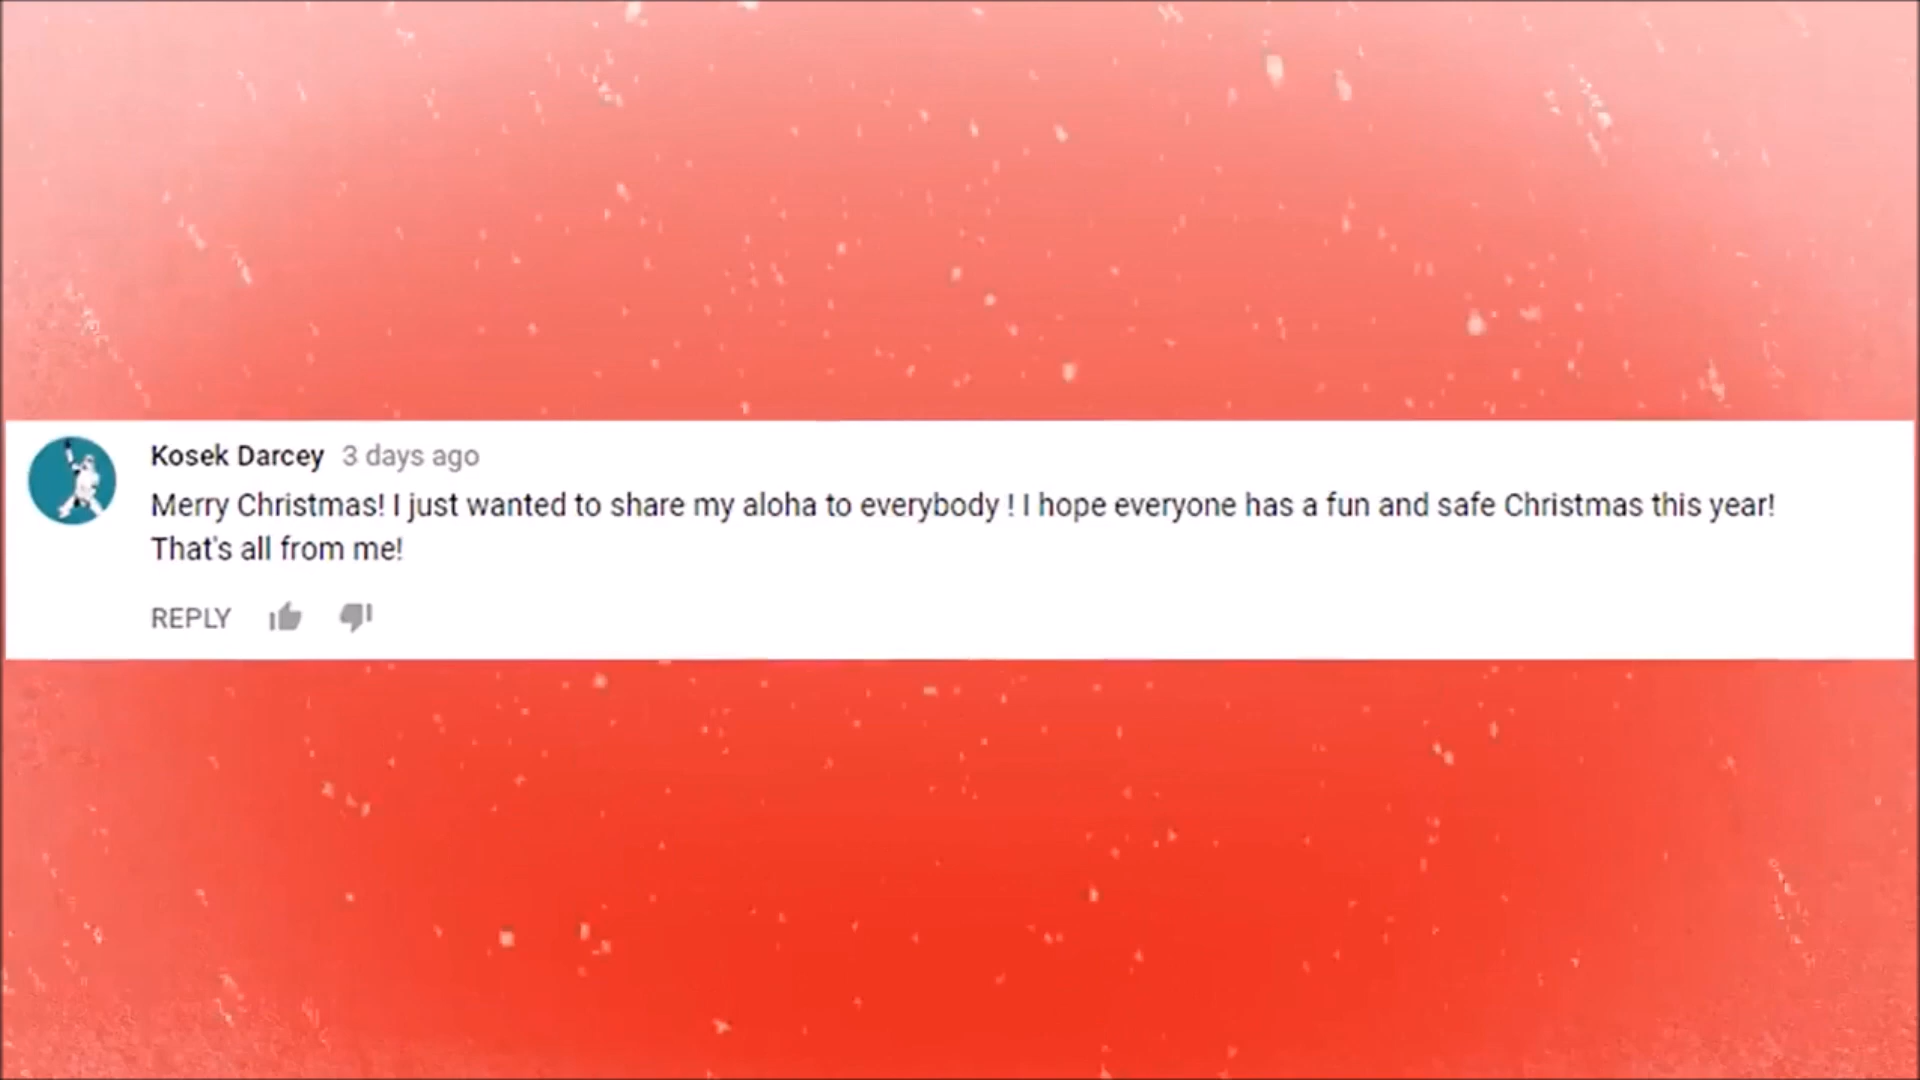 Kosek Darcey 3 days ago
Merry Christmas! I just wanted to share my aloha to everybody ! I hope everyone has a fun and safe Christmas this year!
That's all from me!
REPLY